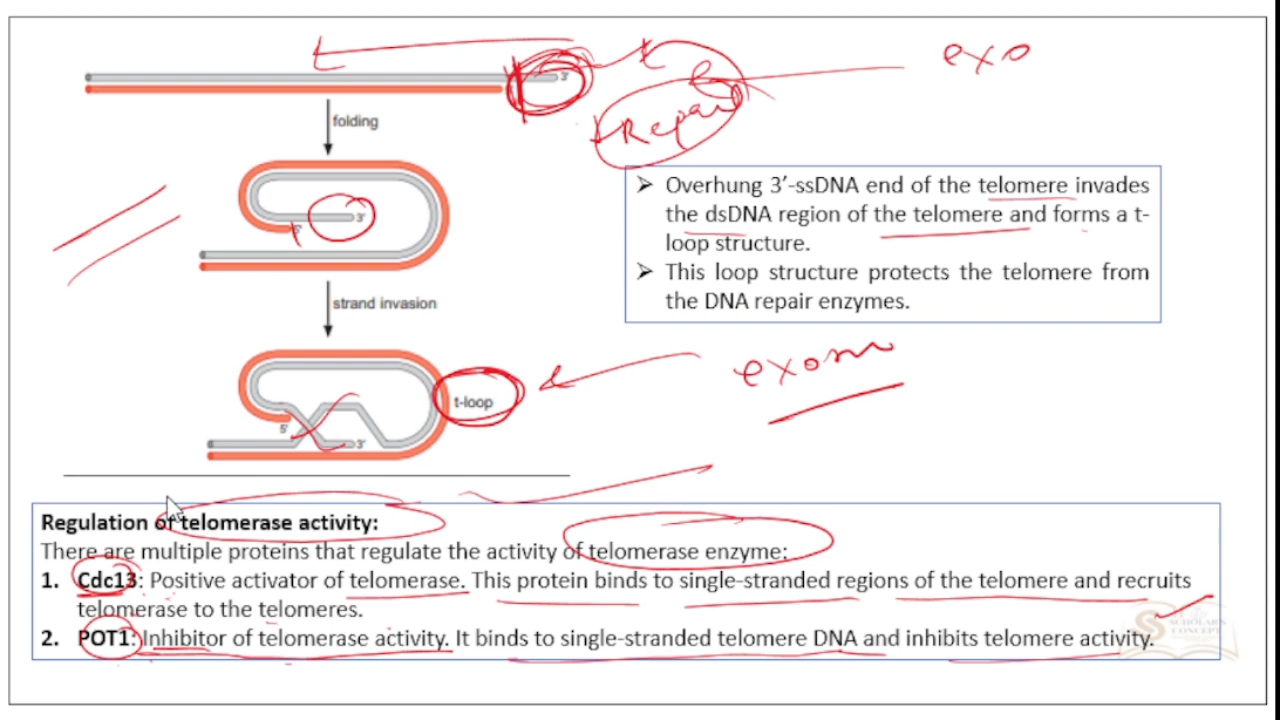 exo
3'
t
Repair
folding
➢ Overhung 3'-ssDNA end of the telomere invades
the dsDNA region of the telomere and forms a t-
loop structure.
➢ This loop structure protects the telomere from
the DNA repair enzymes.
3'
5'
strand invasion
t-loop
5'
3'
Regulation of telomerase activity:
There are multiple proteins that regulate the activity of telomerase enzyme:
1. Cdc13: Positive activator of telomerase. This protein binds to single-stranded regions of the telomere and recruits
telomerase to the telomeres.
2. POT1: Inhibitor of telomerase activity. It binds to single-stranded telomere DNA and inhibits telomere activity.
SCHOLAR'S
CONCEPT